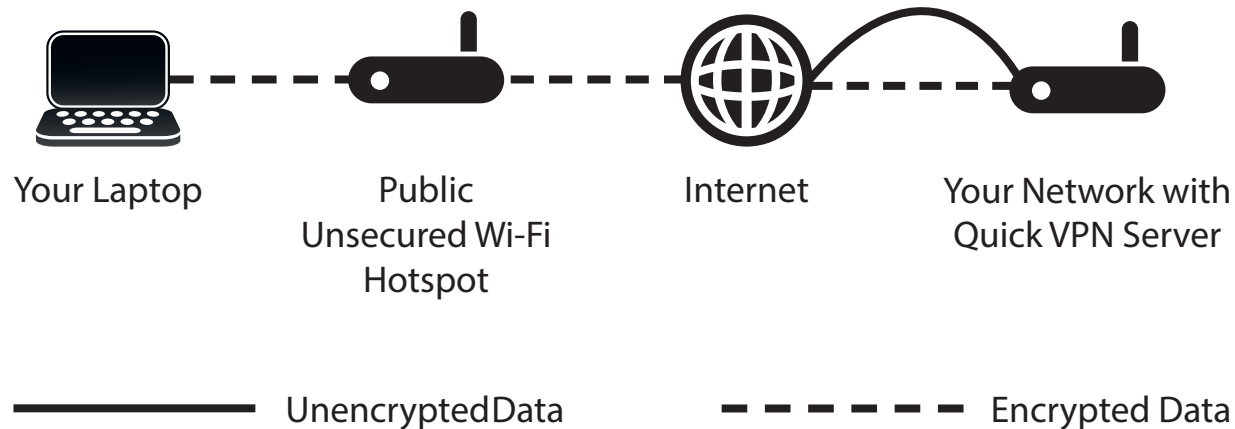 Your Laptop
Public
Unsecured Wi-Fi
Hotspot
Internet
Your Network with
Quick VPN Server
UnencryptedData
Encrypted Data